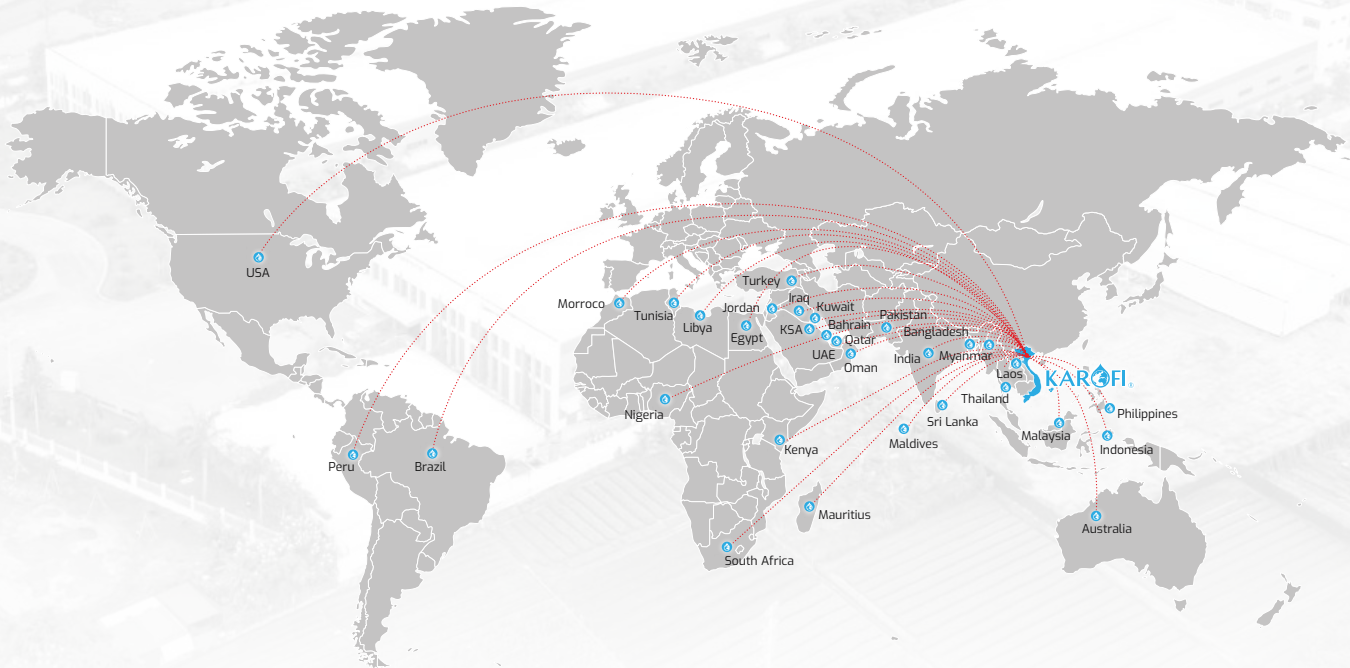 USA
Turkey
Morroco
Tunisia
Libya
Jordan
Iraq
Kuwait
Egypt
KSA
Bahrain
Qatar
UAE
Oman
Pakistan
Bangladesh
India
Myanmar
Laos
KAROFI®
Thailand
Nigeria
Sri Lanka
Philippines
Maldives
Malaysia
Kenya
Indonesia
Peru
Brazil
Mauritius
Australia
South Africa